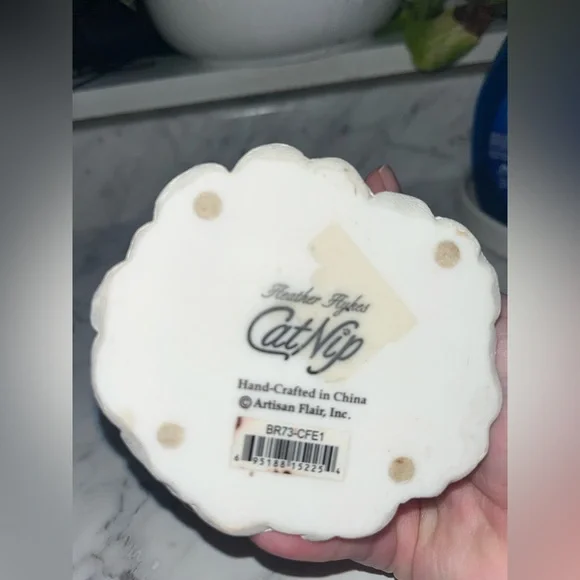 Heather Hykes
CatNip
Hand-Crafted in China
© Artisan Flair, Inc.
BR73-CFE1
6 95188 15225 4